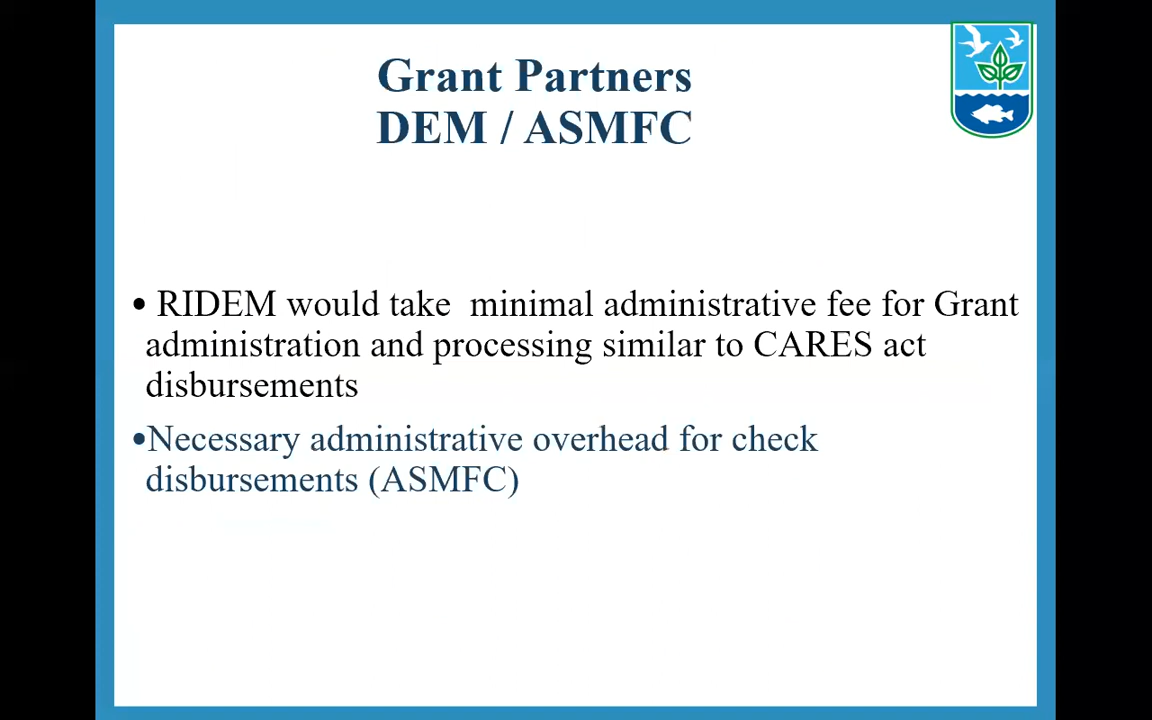 Grant Partners
DEM / ASMFC
• RIDEM would take  minimal administrative fee for Grant
administration and processing similar to CARES act
disbursements
•Necessary administrative overhead for check
disbursements (ASMFC)